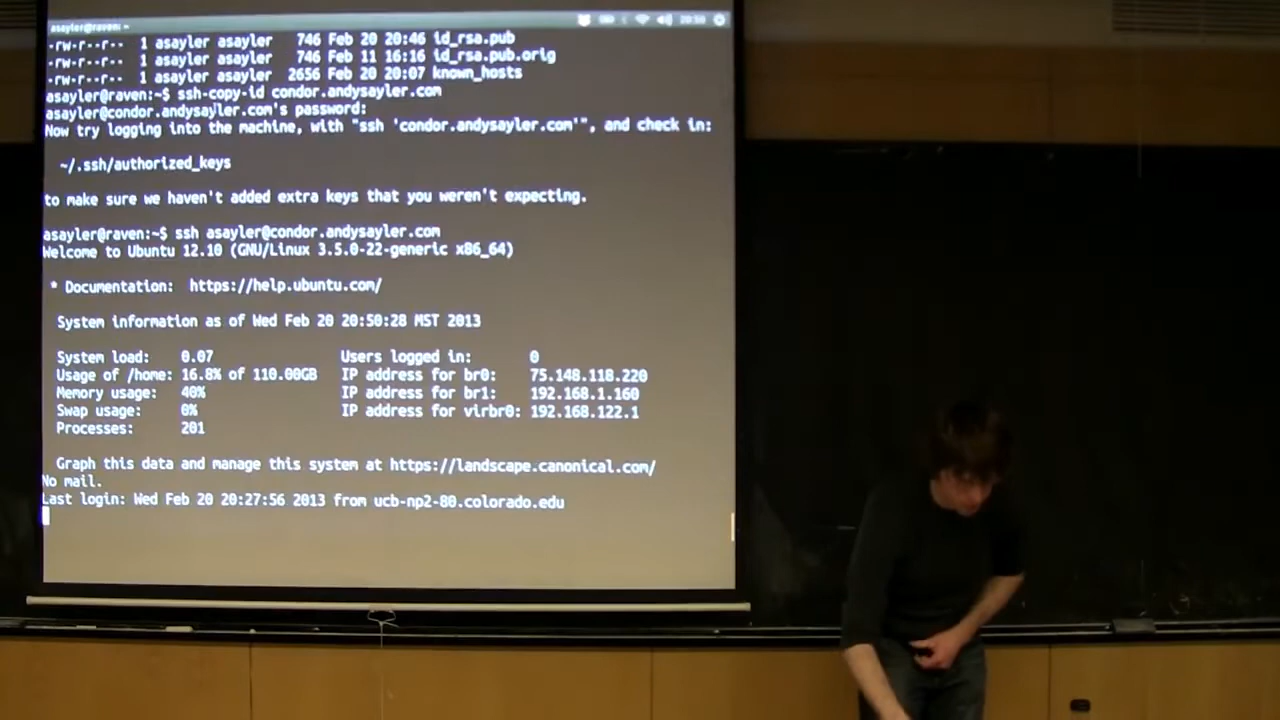 asayler@raven: ~
20:50
-rw-r--r-- 1 asayler asayler 746 Feb 20 20:46 id_rsa.pub
-rw-r--r-- 1 asayler asayler 746 Feb 11 16:16 id_rsa.pub.orig
-rw-r--r-- 1 asayler asayler 2656 Feb 20 20:07 known_hosts
asayler@raven:~$ ssh-copy-id condor.andysayler.com
asayler@condor.andysayler.com's password:
Now try logging into the machine, with "ssh 'condor.andysayler.com'", and check in:
~/.ssh/authorized_keys
to make sure we haven't added extra keys that you weren't expecting.
asayler@raven:~$ ssh asayler@condor.andysayler.com
Welcome to Ubuntu 12.10 (GNU/Linux 3.5.0-22-generic x86_64)
* Documentation: https://help.ubuntu.com/
System information as of Wed Feb 20 20:50:28 MST 2013
System load: 0.07 Users logged in: 0
Usage of /home: 16.8% of 110.00GB IP address for br0: 75.148.118.220
Memory usage: 40% IP address for br1: 192.168.1.160
Swap usage: 0% IP address for virbr0: 192.168.122.1
Processes: 201
Graph this data and manage this system at https://landscape.canonical.com/
No mail.
Last login: Wed Feb 20 20:27:56 2013 from ucb-np2-80.colorado.edu